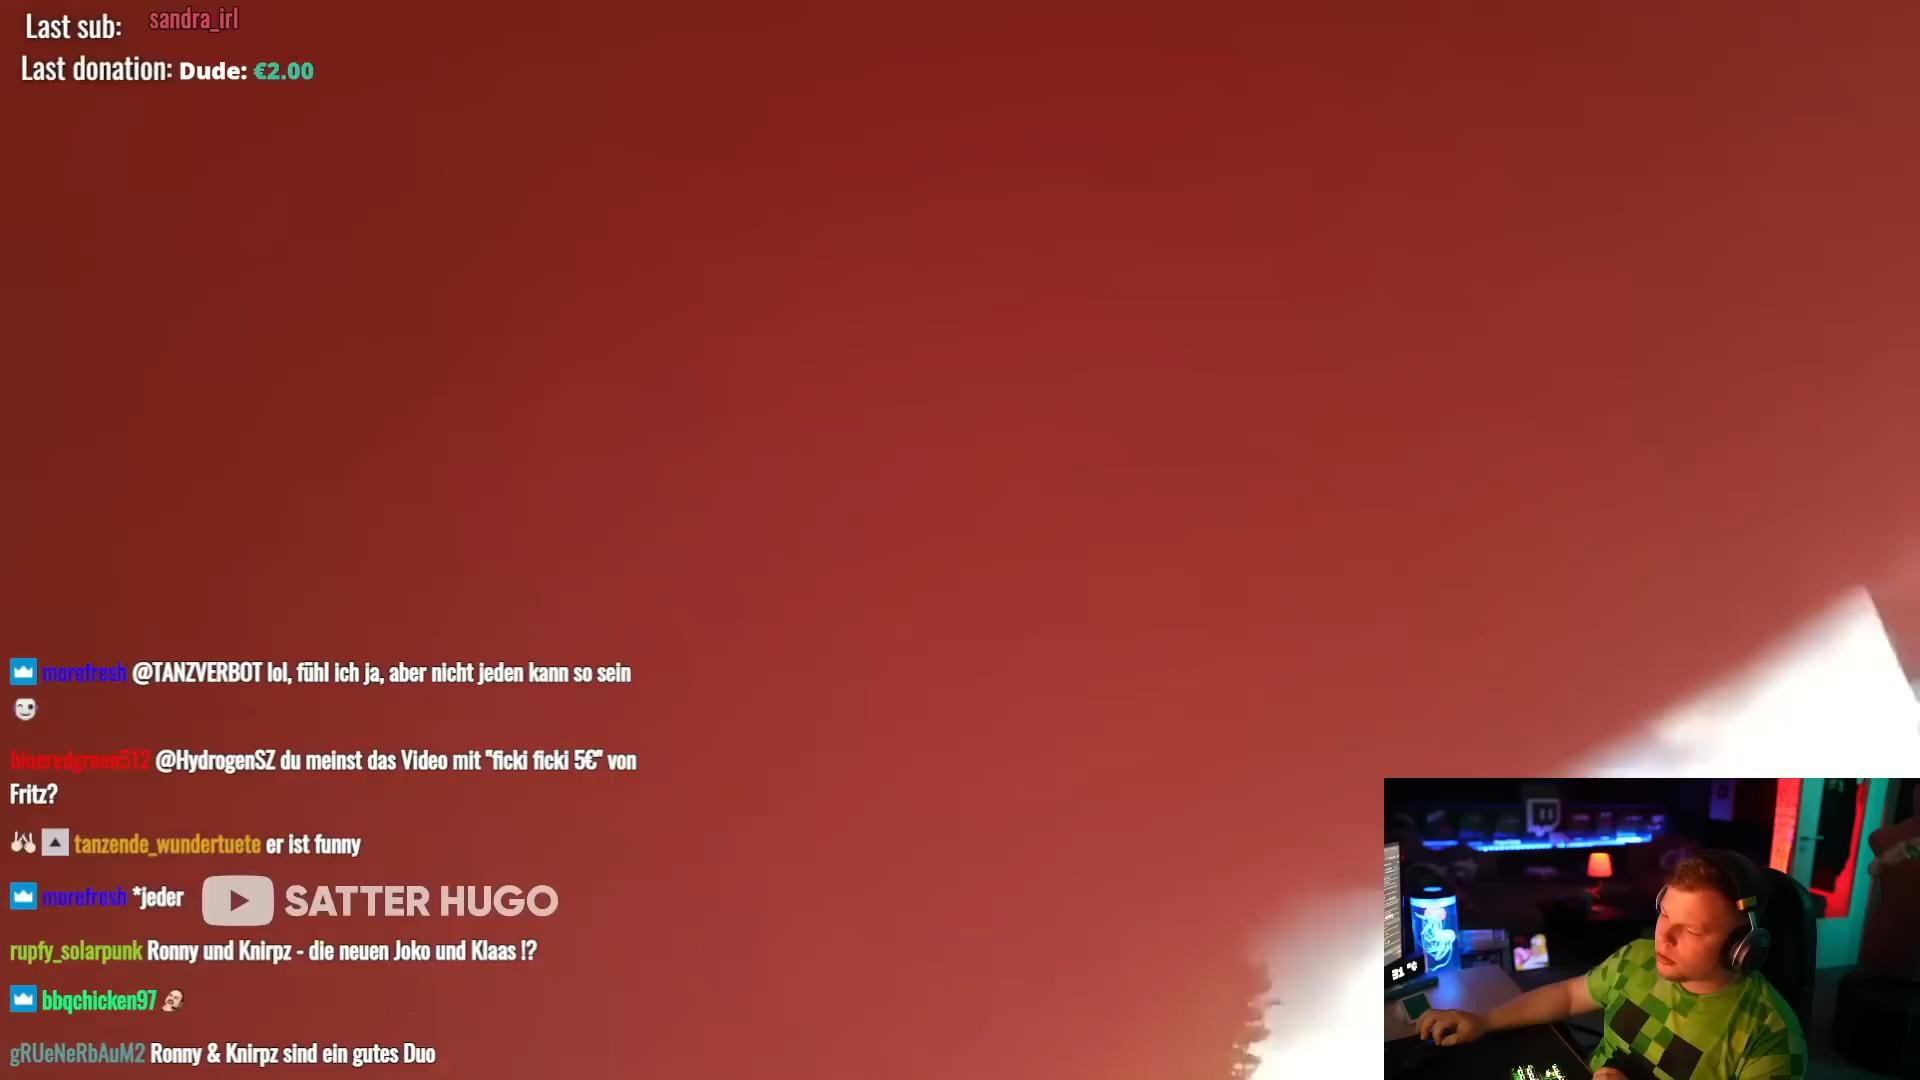 Last sub: sandra_irl
Last donation: Dude: €2.00
morefresh @TANZVERBOT lol, fühl ich ja, aber nicht jeden kann so sein
blueredgreen512 @HydrogenSZ du meinst das Video mit "ficki ficki 5€" von
Fritz?
tanzende_wundertuete er ist funny
morefresh *jeder
SATTER HUGO
rupfy_solarpunk Ronny und Knirpz - die neuen Joko und Klaas !?
bbqchicken97
gRUeNeRbAuM2 Ronny & Knirpz sind ein gutes Duo
31 °C